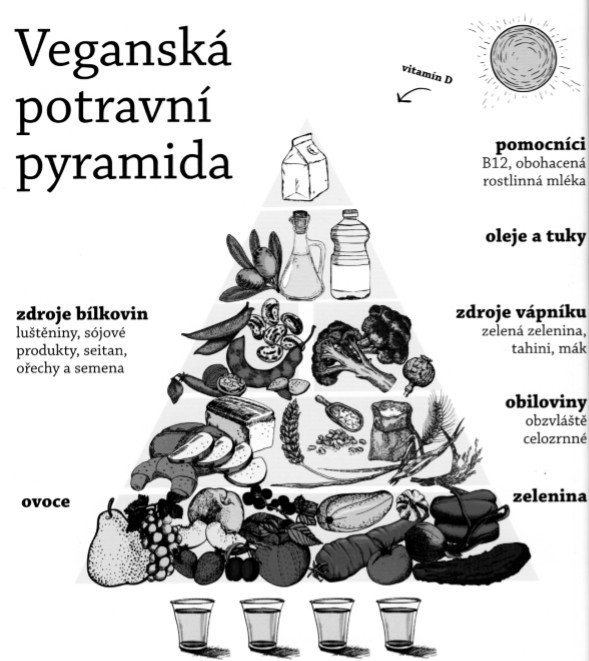 Veganská
potravní
pyramida
vitamín D
pomocníci
B12, obohacená
rostlinná mléka
oleje a tuky
zdroje bílkovin
luštěniny, sójové
produkty, seitan,
ořechy a semena
zdroje vápníku
zelená zelenina,
tahini, mák
obiloviny
obzvláště
celozrnné
ovoce
zelenina